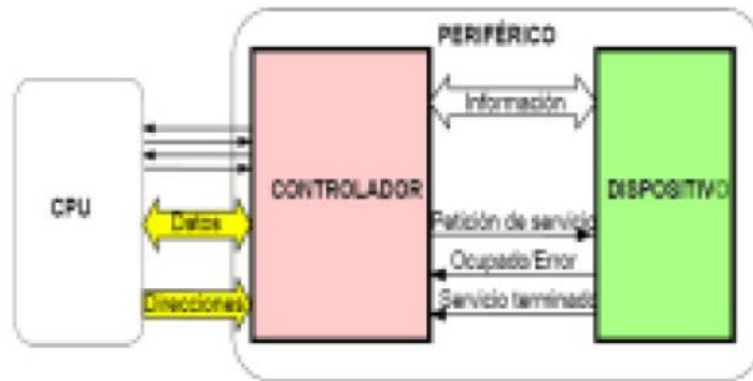 PERIFÉRICO
Información
CPU
CONTROLADOR
DISPOSITIVO
Datos
Petición de servicio
Ocupado/Error
Direcciones
Servicio terminado